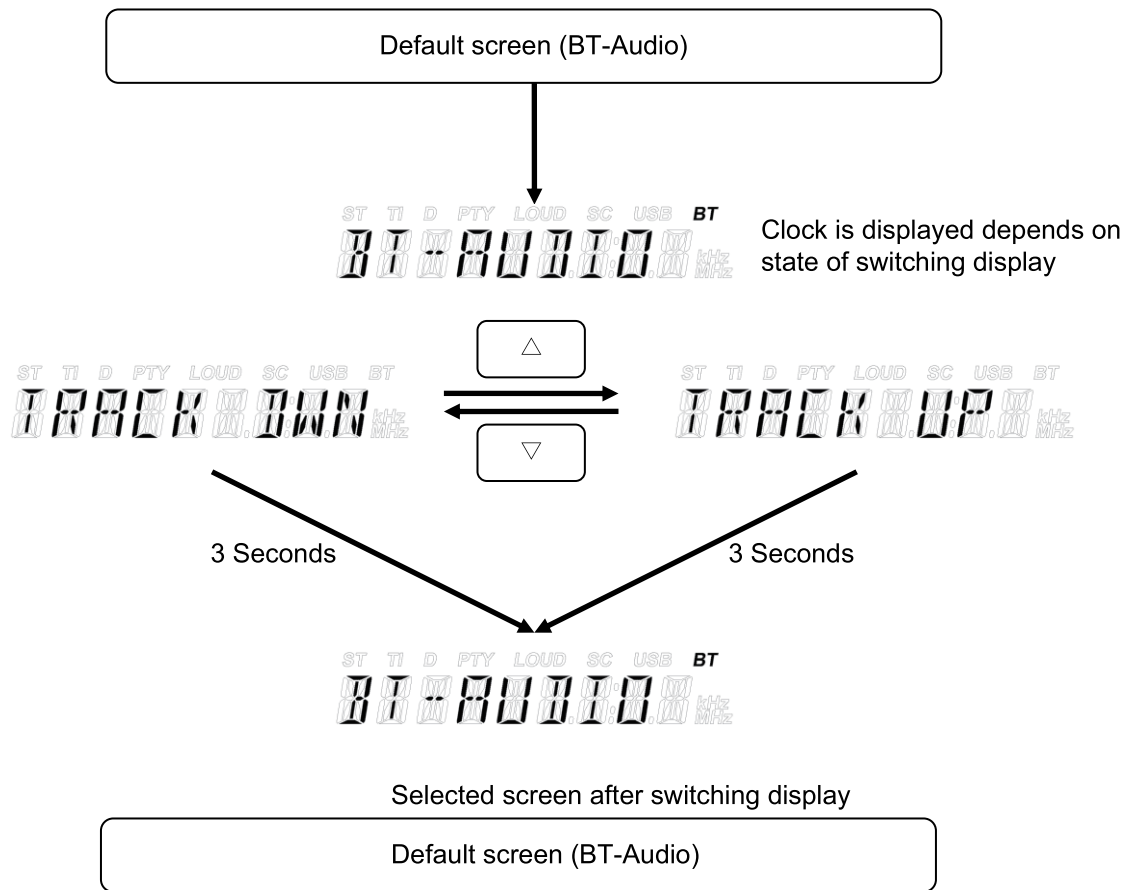 Default screen (BT-Audio)
ST TI D PTY LOUD SC USB BT
BT-AUDIO kHz MHz
Clock is displayed depends on
state of switching display
△
ST TI D PTY LOUD SC USB BT
TRACK DWN kHz MHz
ST TI D PTY LOUD SC USB BT
TRACK UP kHz MHz
▽
3 Seconds
3 Seconds
ST TI D PTY LOUD SC USB BT
BT-AUDIO kHz MHz
Selected screen after switching display
Default screen (BT-Audio)